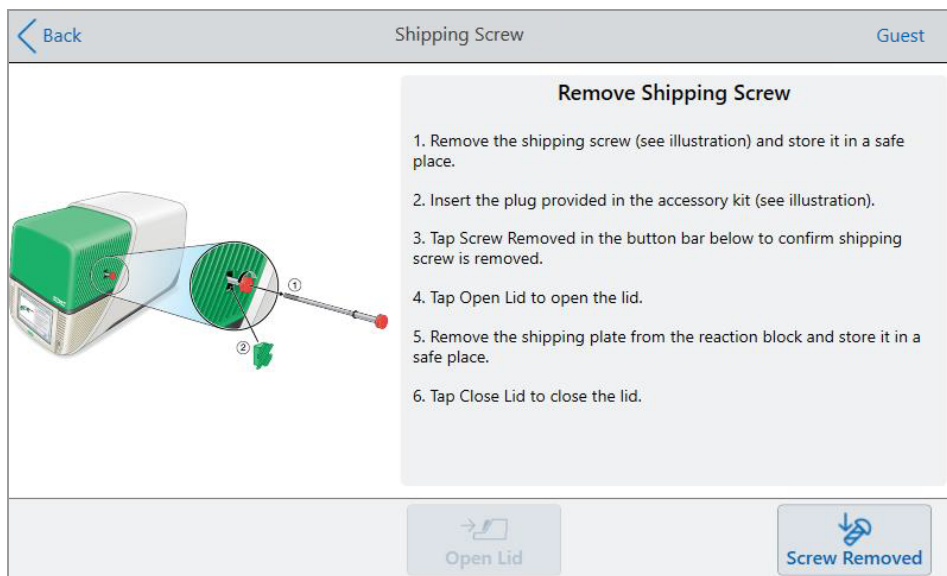 Back
Shipping Screw
Guest
Remove Shipping Screw
1. Remove the shipping screw (see illustration) and store it in a safe
place.
2. Insert the plug provided in the accessory kit (see illustration).
3. Tap Screw Removed in the button bar below to confirm shipping
screw is removed.
4. Tap Open Lid to open the lid.
5. Remove the shipping plate from the reaction block and store it in a
safe place.
6. Tap Close Lid to close the lid.
1
2
Open Lid
Screw Removed